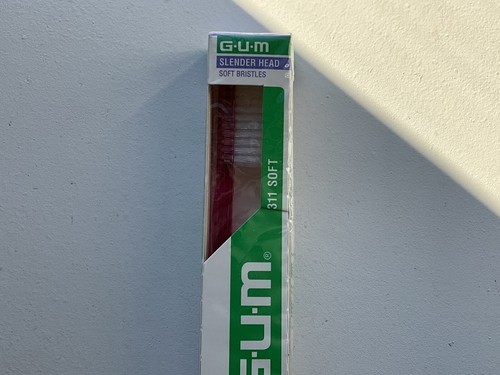 G·U·M
SLENDER HEAD
SOFT BRISTLES
311 SOFT
G·U·M®